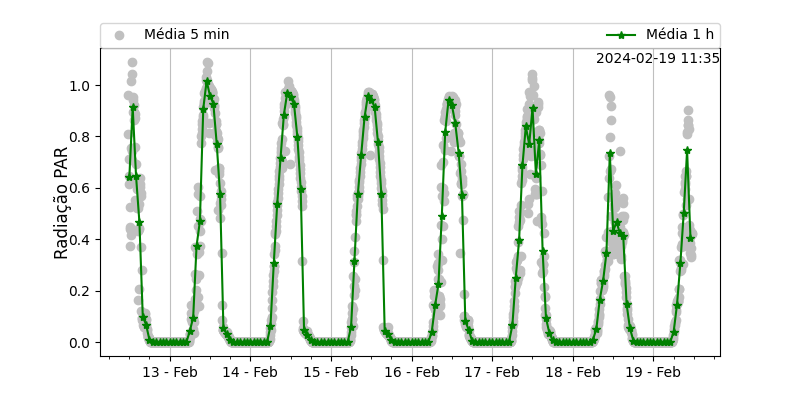 Média 5 min Média 1 h
2024-02-19 11:35
Radiação PAR
1.0
0.8
0.6
0.4
0.2
0.0
13 - Feb 14 - Feb 15 - Feb 16 - Feb 17 - Feb 18 - Feb 19 - Feb